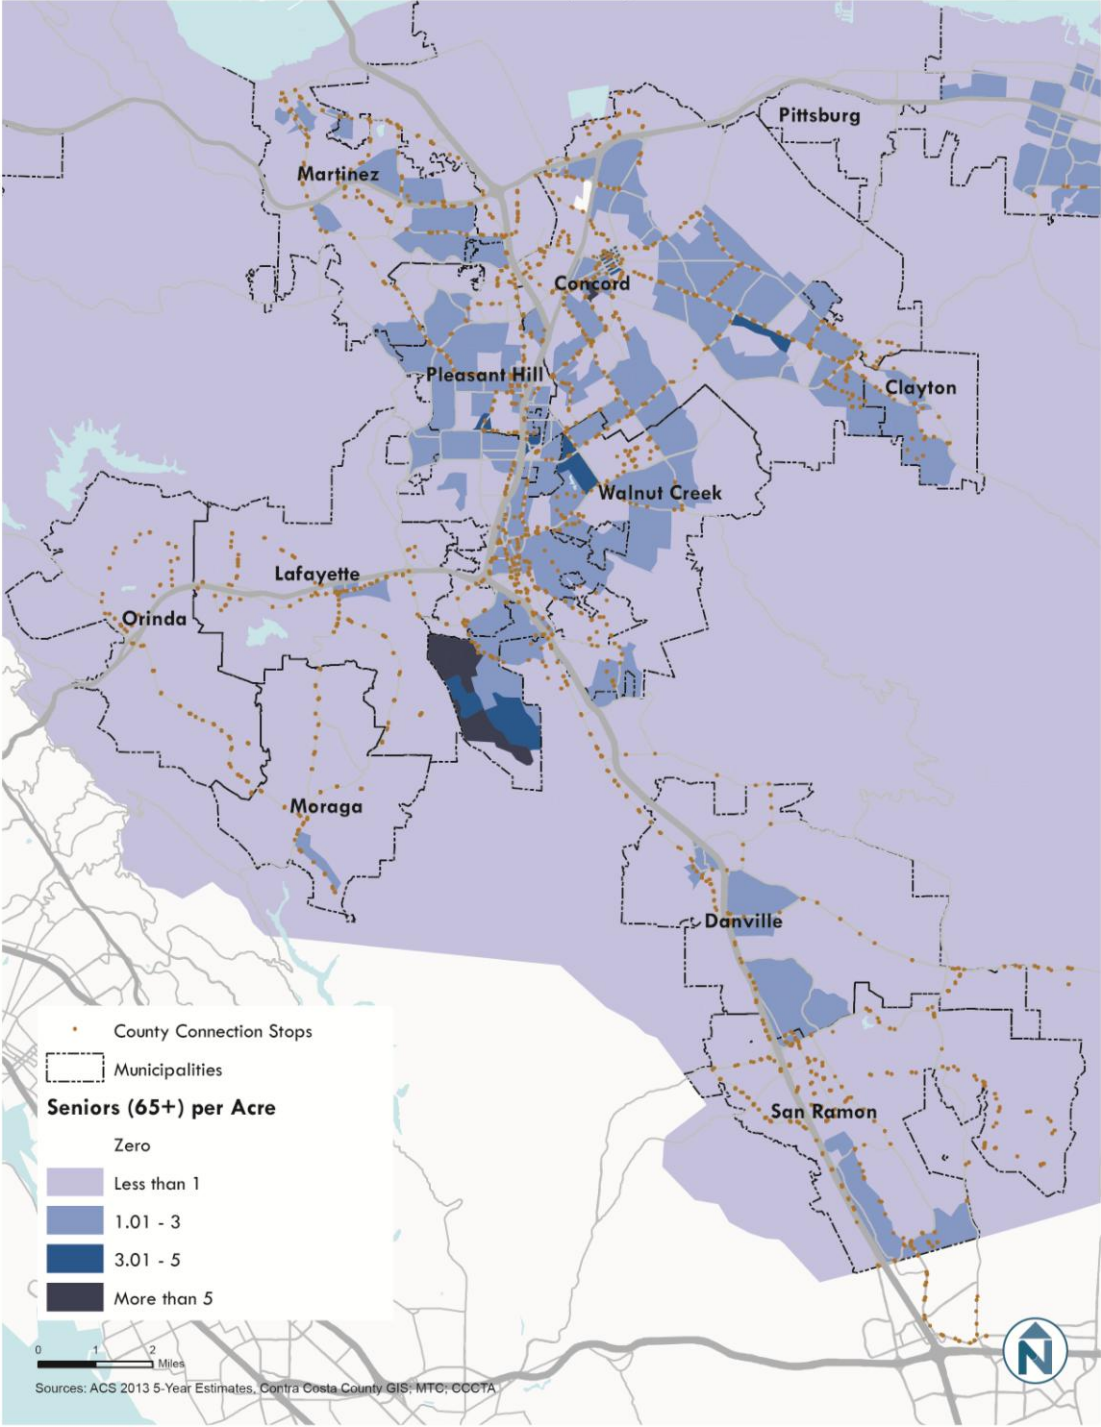 Pittsburg
Martinez
Concord
Pleasant Hill
Clayton
Walnut Creek
Lafayette
Orinda
Moraga
Danville
San Ramon
County Connection Stops
Municipalities
Seniors (65+) per Acre
Zero
Less than 1
1.01 - 3
3.01 - 5
More than 5
0 1 2
Miles
N
Sources: ACS 2013 5-Year Estimates, Contra Costa County GIS; MTC; CCCTA